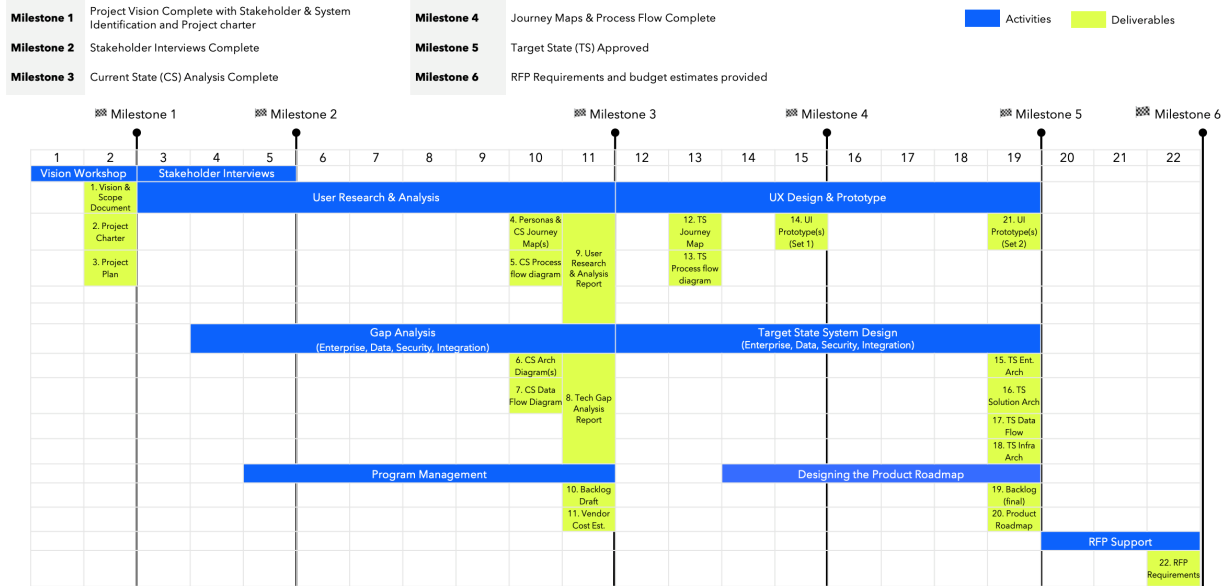 Milestone 1
Project Vision Complete with Stakeholder & System
Identification and Project charter
Milestone 2
Stakeholder Interviews Complete
Milestone 3
Current State (CS) Analysis Complete
Milestone 4
Journey Maps & Process Flow Complete
Milestone 5
Target State (TS) Approved
Milestone 6
RFP Requirements and budget estimates provided
Activities
Deliverables
Milestone 1
Milestone 2
Milestone 3
Milestone 4
Milestone 5
Milestone 6
1 2 3 4 5 6 7 8 9 10 11 12 13 14 15 16 17 18 19 20 21 22
Vision Workshop
Stakeholder Interviews
1. Vision &
Scope
Document
User Research & Analysis
UX Design & Prototype
2. Project
Charter
3. Project
Plan
4. Personas &
CS Journey
Map(s)
5. CS Process
flow diagram
9. User
Research
& Analysis
Report
12. TS
Journey
Map
13. TS
Process flow
diagram
14. UI
Prototype(s)
(Set 1)
21. UI
Prototype(s)
(Set 2)
Gap Analysis
(Enterprise, Data, Security, Integration)
Target State System Design
(Enterprise, Data, Security, Integration)
6. CS Arch
Diagram(s)
7. CS Data
Flow Diagram
8. Tech Gap
Analysis
Report
15. TS Ent.
Arch
16. TS
Solution Arch
17. TS Data
Flow
18. TS Infra
Arch
Program Management
Designing the Product Roadmap
10. Backlog
Draft
11. Vendor
Cost Est.
19. Backlog
(final)
20. Product
Roadmap
RFP Support
22. RFP
Requirements